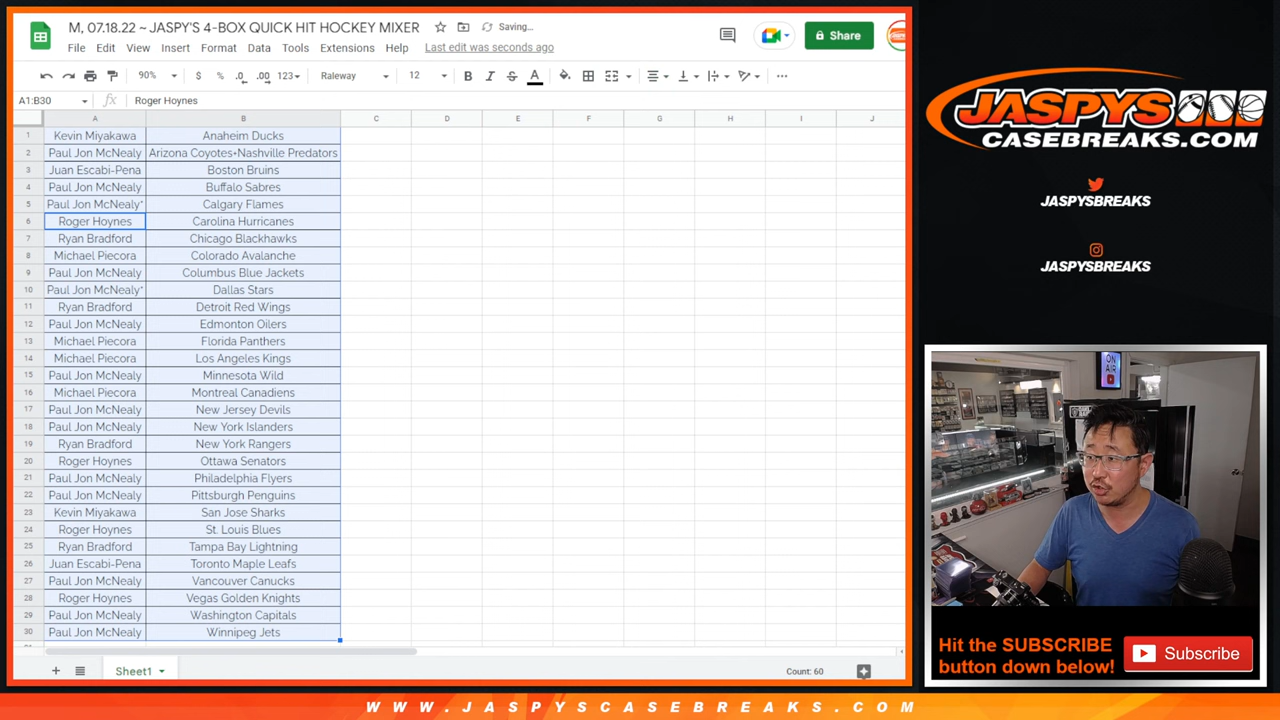 M, 07.18.22 ~ JASPY'S 4-BOX QUICK HIT HOCKEY MIXER
Saving...
File Edit View Insert Format Data Tools Extensions Help Last edit was seconds ago
Share
90% $ % .0 .00 123 Raleway 12 B I S A
A1:B30 fx Roger Hoynes
A B C D E F G H I J
1 Kevin Miyakawa Anaheim Ducks
2 Paul Jon McNealy Arizona Coyotes+Nashville Predators
3 Juan Escabi-Pena Boston Bruins
4 Paul Jon McNealy Buffalo Sabres
5 Paul Jon McNealy* Calgary Flames
6 Roger Hoynes Carolina Hurricanes
7 Ryan Bradford Chicago Blackhawks
8 Michael Piecora Colorado Avalanche
9 Paul Jon McNealy Columbus Blue Jackets
10 Paul Jon McNealy* Dallas Stars
11 Ryan Bradford Detroit Red Wings
12 Paul Jon McNealy Edmonton Oilers
13 Michael Piecora Florida Panthers
14 Michael Piecora Los Angeles Kings
15 Paul Jon McNealy Minnesota Wild
16 Michael Piecora Montreal Canadiens
17 Paul Jon McNealy New Jersey Devils
18 Paul Jon McNealy New York Islanders
19 Ryan Bradford New York Rangers
20 Roger Hoynes Ottawa Senators
21 Paul Jon McNealy Philadelphia Flyers
22 Paul Jon McNealy Pittsburgh Penguins
23 Kevin Miyakawa San Jose Sharks
24 Roger Hoynes St. Louis Blues
25 Ryan Bradford Tampa Bay Lightning
26 Juan Escabi-Pena Toronto Maple Leafs
27 Paul Jon McNealy Vancouver Canucks
28 Roger Hoynes Vegas Golden Knights
29 Paul Jon McNealy Washington Capitals
30 Paul Jon McNealy Winnipeg Jets
Sheet1
Count: 60
JASPYS
CASEBREAKS.COM
JASPYSBREAKS
JASPYSBREAKS
ON
AIR
Hit the SUBSCRIBE
button down below!
Subscribe
WWW.JASPYSCASEBREAKS.COM